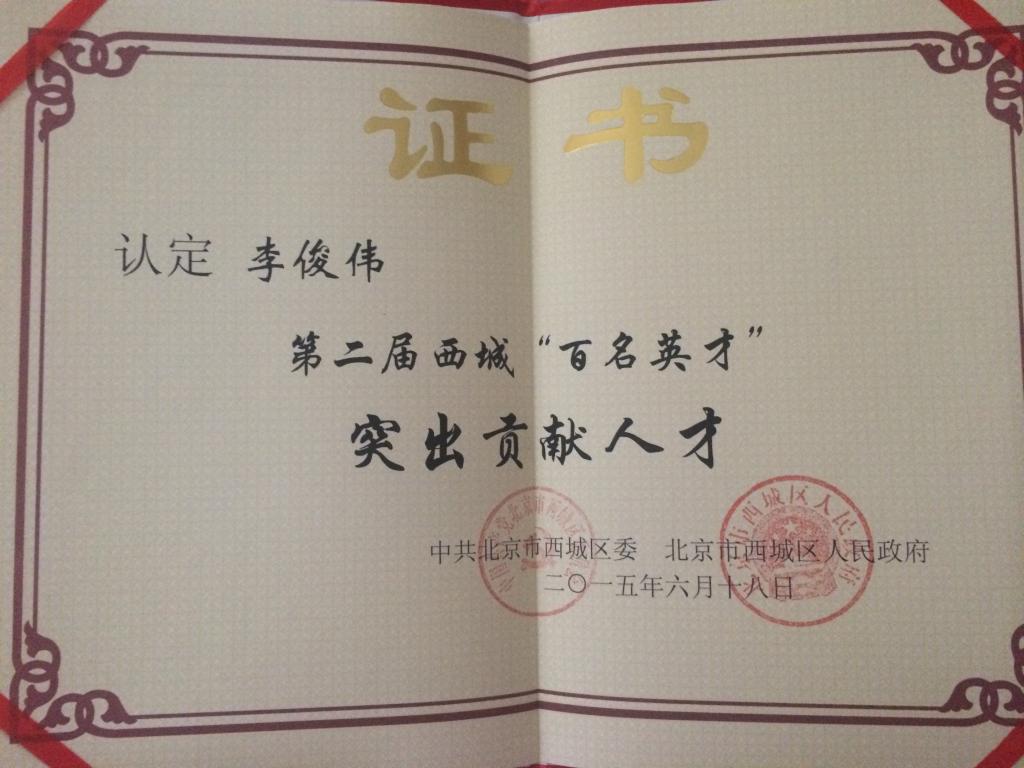 证书
认定 李俊伟
第二届西城“百名英才”
突出贡献人才
中共北京市西城区委 北京市西城区人民政府
二〇一五年六月十八日